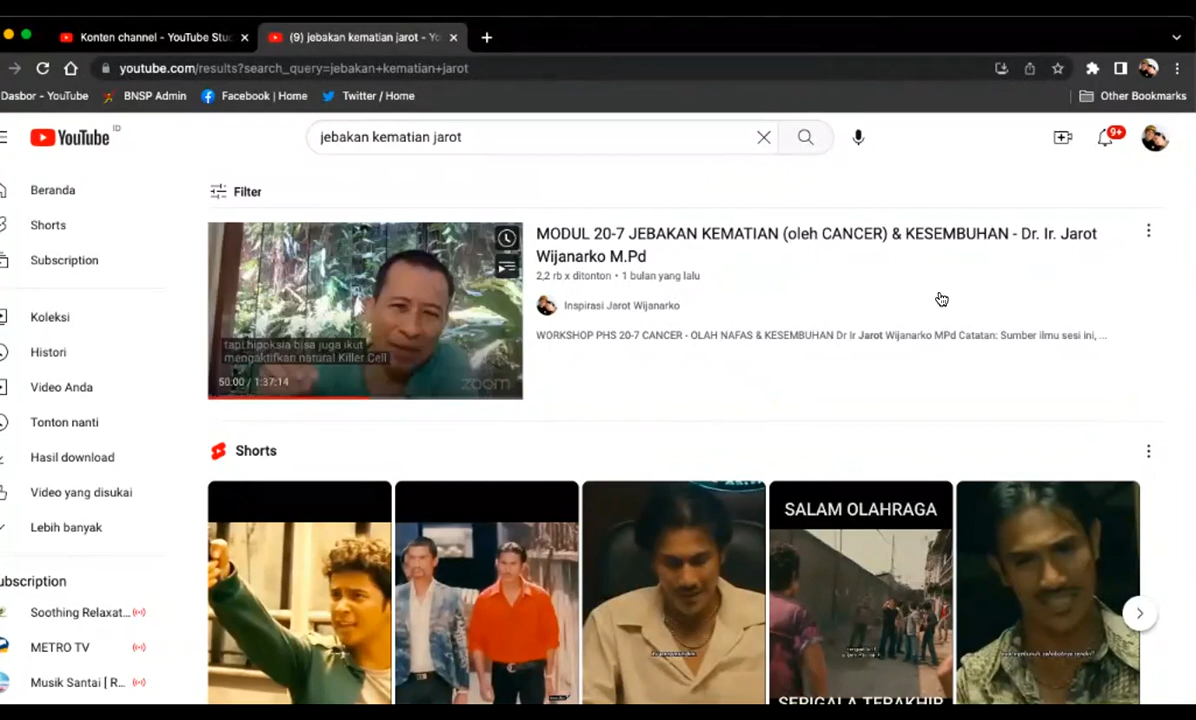 Konten channel - YouTube Stu
(9) jebakan kematian jarot - Yo
youtube.com/results?search_query=jebakan+kematian+jarot
Dasbor - YouTube
BNSP Admin
Facebook | Home
Twitter / Home
Other Bookmarks
YouTube ID
jebakan kematian jarot
9+
Beranda
Shorts
Subscription
Koleksi
Histori
Video Anda
Tonton nanti
Hasil download
Video yang disukai
Lebih banyak
ubscription
Soothing Relaxat...
METRO TV
Musik Santai [ R...
Filter
tapi hipoksia bisa juga ikut
mengaktifkan natural Killer Cell
50:00 / 1:37:14
zoom
MODUL 20-7 JEBAKAN KEMATIAN (oleh CANCER) & KESEMBUHAN - Dr. Ir. Jarot
Wijanarko M.Pd
2,2 rb x ditonton • 1 bulan yang lalu
Inspirasi Jarot Wijanarko
WORKSHOP PHS 20-7 CANCER - OLAH NAFAS & KESEMBUHAN Dr Ir Jarot Wijanarko MPd Catatan: Sumber ilmu sesi ini, ...
Shorts
SALAM OLAHRAGA
SERIGALA TERAKHIR